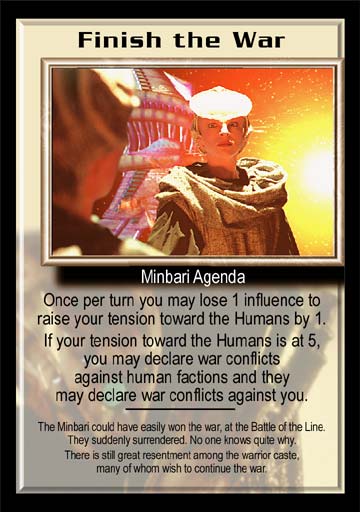 Finish the War
Minbari Agenda
Once per turn you may lose 1 influence to
raise your tension toward the Humans by 1.
If your tension toward the Humans is at 5,
you may declare war conflicts
against human factions and they
may declare war conflicts against you.
The Minbari could have easily won the war, at the Battle of the Line.
They suddenly surrendered. No one knows quite why.
There is still great resentment among the warrior caste,
many of whom wish to continue the war.